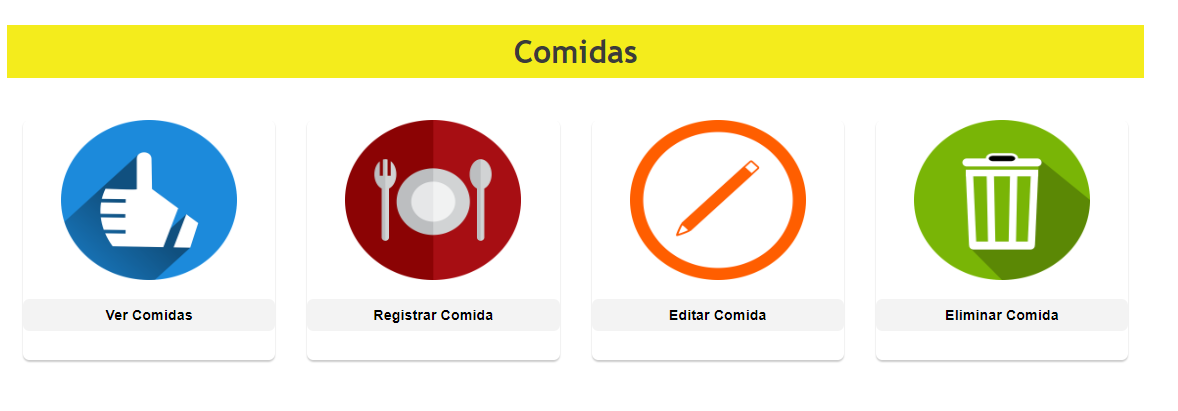 Comidas
Ver Comidas
Registrar Comida
Editar Comida
Eliminar Comida